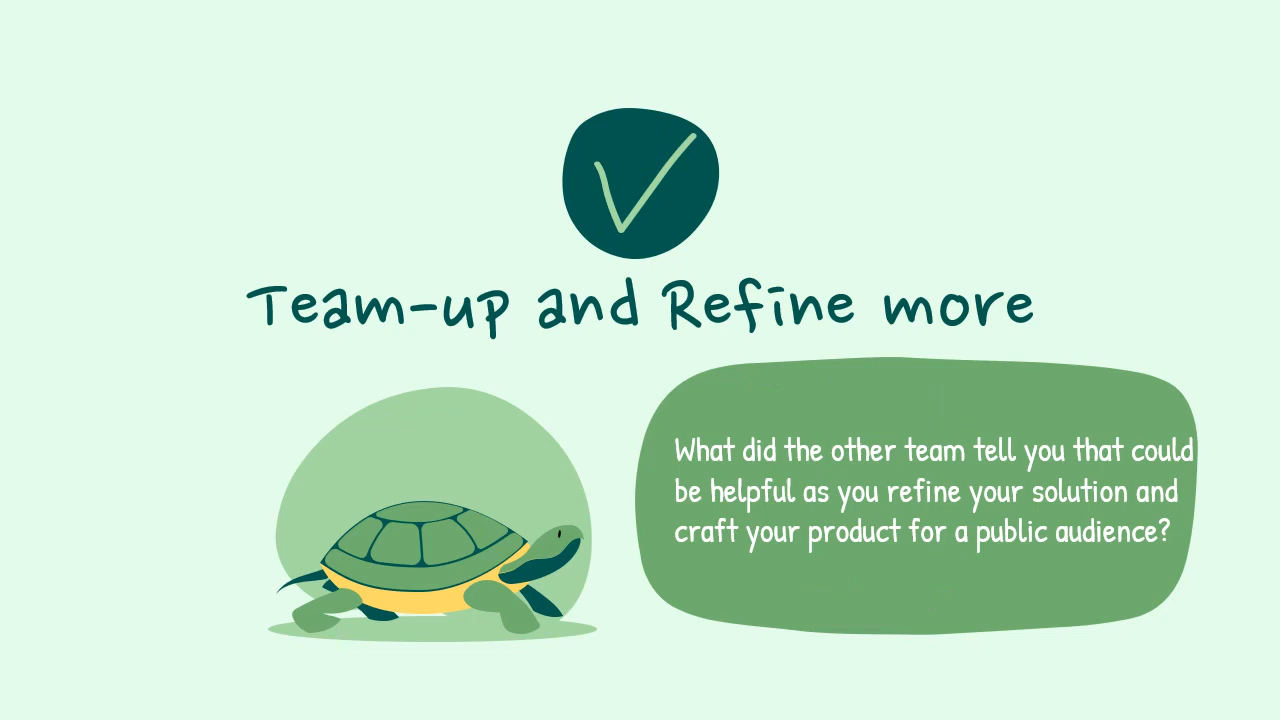 Team-up and Refine more
What did the other team tell you that could
be helpful as you refine your solution and
craft your product for a public audience?